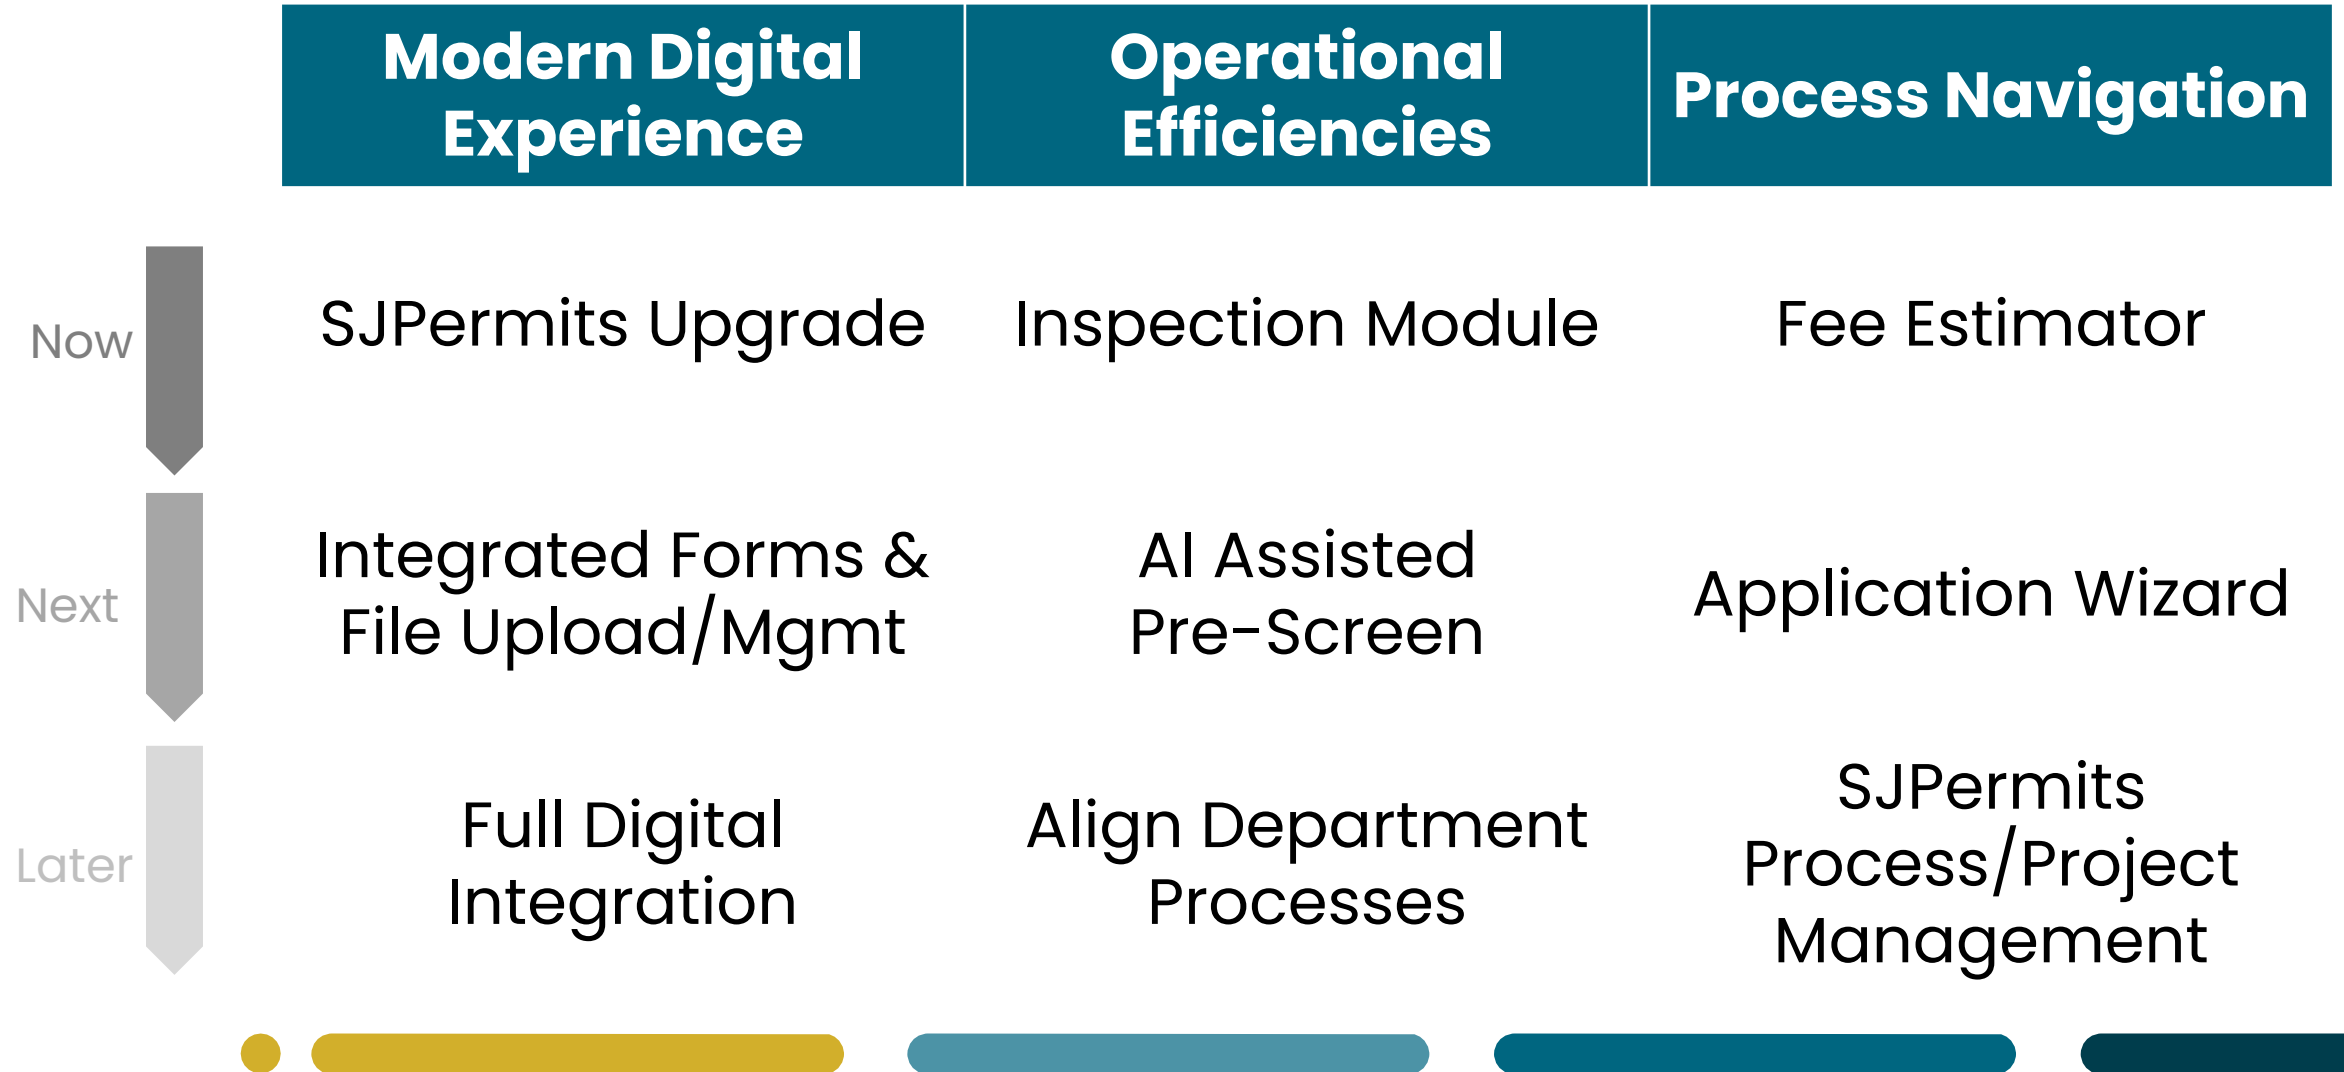 Modern Digital
Experience
Operational
Efficiencies
Process Navigation
Now
SJPermits Upgrade
Inspection Module
Fee Estimator
Next
Integrated Forms &
File Upload/Mgmt
AI Assisted
Pre-Screen
Application Wizard
Later
Full Digital
Integration
Align Department
Processes
SJPermits
Process/Project
Management